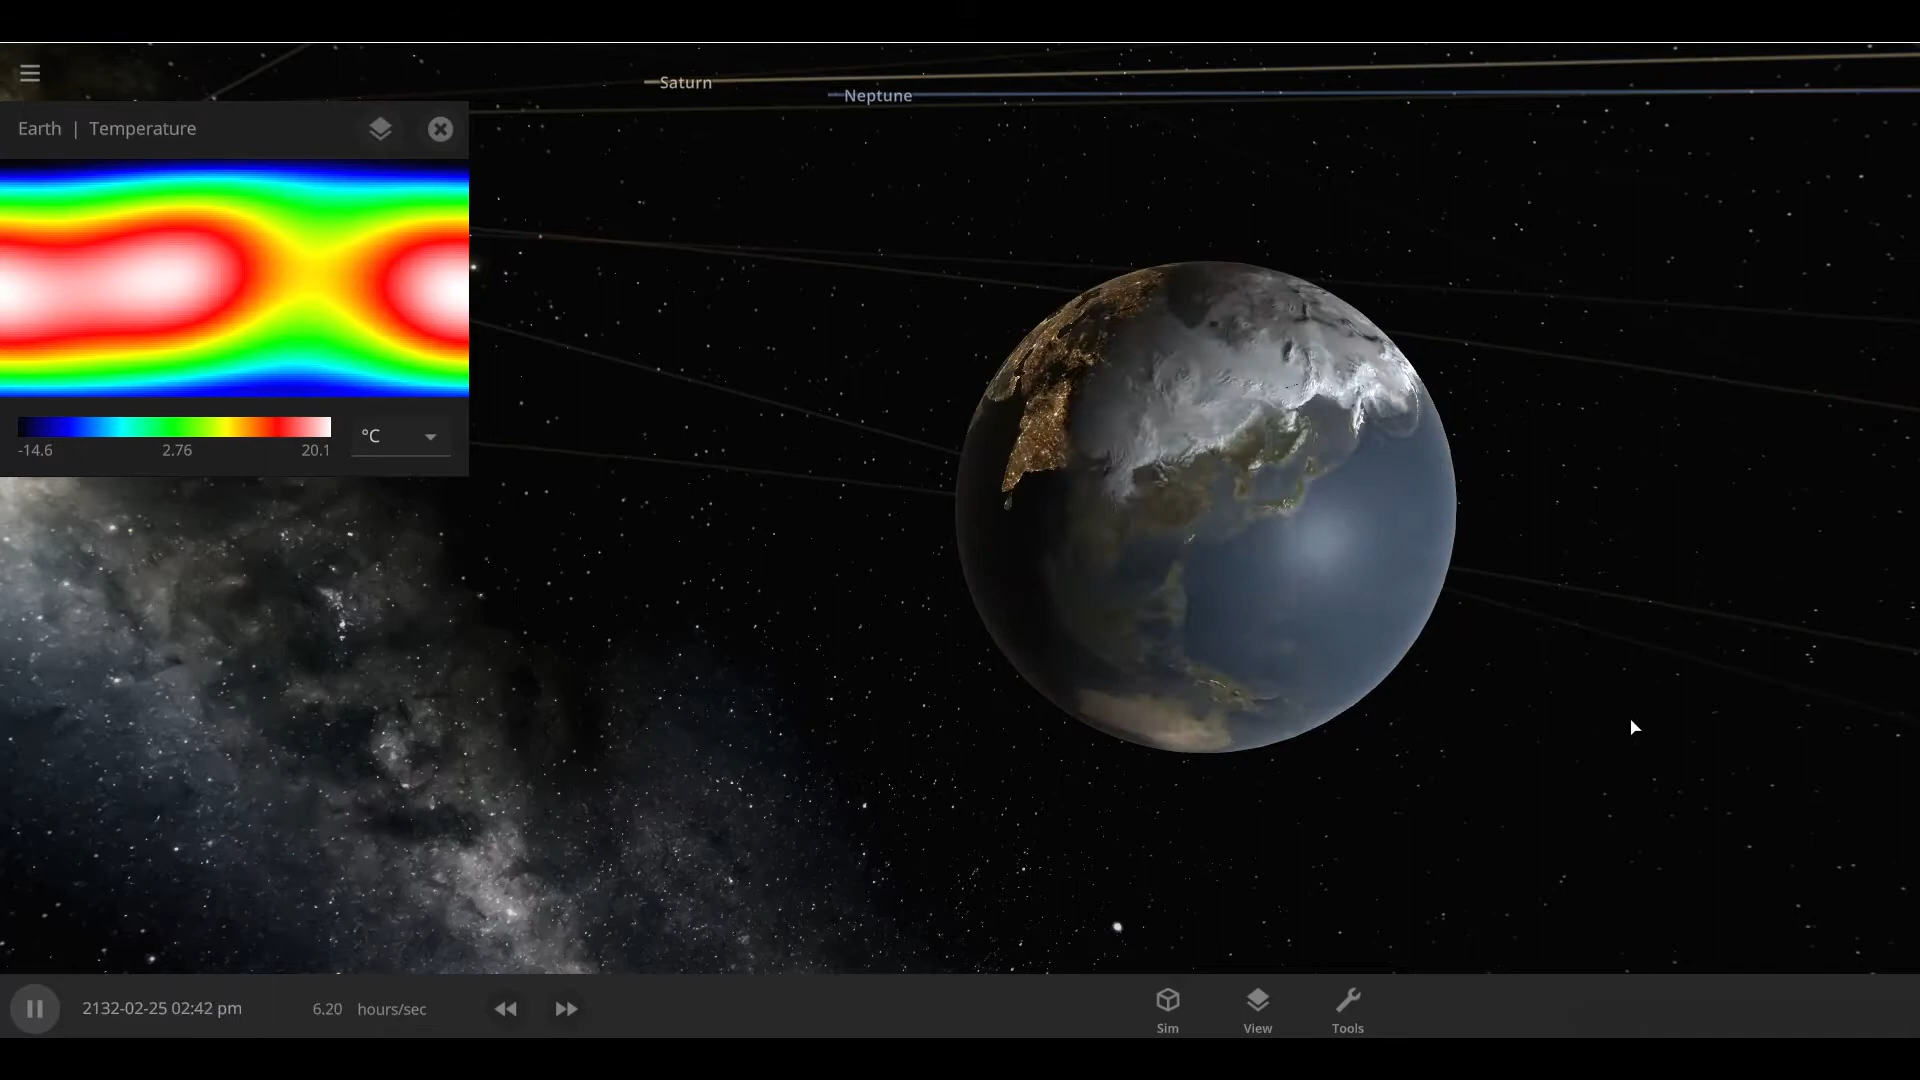 Saturn
Neptune
Earth | Temperature
-14.6 2.76 20.1
°C
2132-02-25 02:42 pm
6.20 hours/sec
Sim
View
Tools